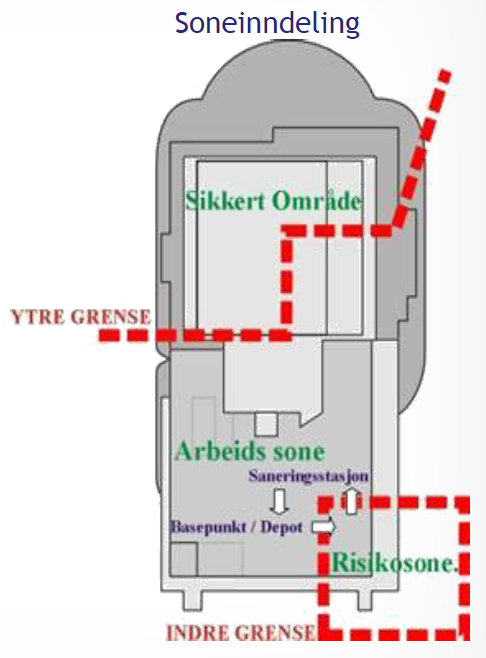 Soneinndeling
Sikkert Område
YTRE GRENSE
Arbeids sone
Saneringsstasjon
Basepunkt / Depot
Risikosone.
INDRE GRENSE